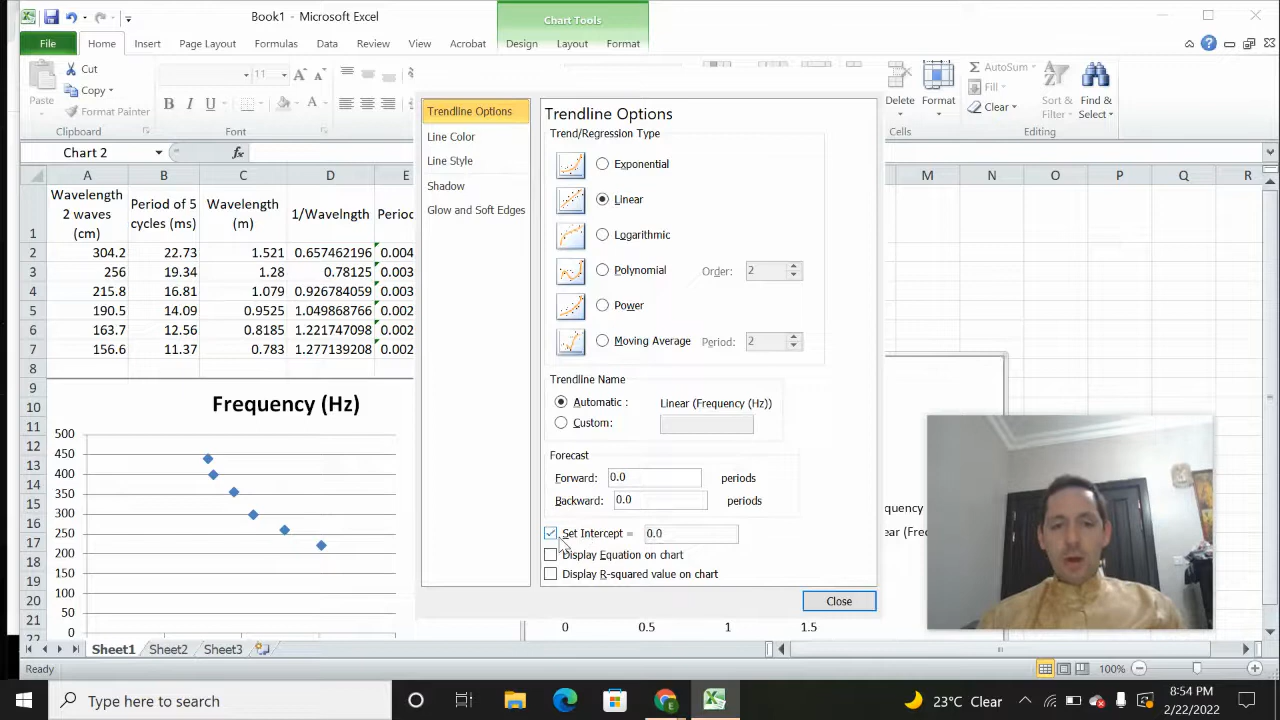 Book1 - Microsoft Excel
Chart Tools
File Home Insert Page Layout Formulas Data Review View Acrobat Design Layout Format
Paste
Cut
Copy
Format Painter
Clipboard
11 A A
B I U A
Font
Delete Format
Cells
AutoSum
Fill
Clear
Sort & Filter
Find & Select
Editing
Chart 2 fx
A B C D E M N O P Q R
1 Wavelength 2 waves (cm) Period of 5 cycles (ms) Wavelength (m) 1/Wavelngth Period
2 304.2 22.73 1.521 0.657462196 0.004
3 256 19.34 1.28 0.78125 0.003
4 215.8 16.81 1.079 0.926784059 0.003
5 190.5 14.09 0.9525 1.049868766 0.002
6 163.7 12.56 0.8185 1.221747098 0.002
7 156.6 11.37 0.783 1.277139208 0.002
8
9
10
11
12
13
14
15
16
17
18
19
20
21
22
Frequency (Hz)
500
450
400
350
300
250
200
150
100
50
0
Trendline Options
Line Color
Line Style
Shadow
Glow and Soft Edges
Trendline Options
Trend/Regression Type
Exponential
Linear
Logarithmic
Polynomial Order: 2
Power
Moving Average Period: 2
Trendline Name
Automatic : Linear (Frequency (Hz))
Custom:
Forecast
Forward: 0.0 periods
Backward: 0.0 periods
Set Intercept = 0.0
Display Equation on chart
Display R-squared value on chart
Close
0 0.5 1 1.5
Sheet1 Sheet2 Sheet3
Ready
100%
Type here to search
23°C Clear
8:54 PM
2/22/2022